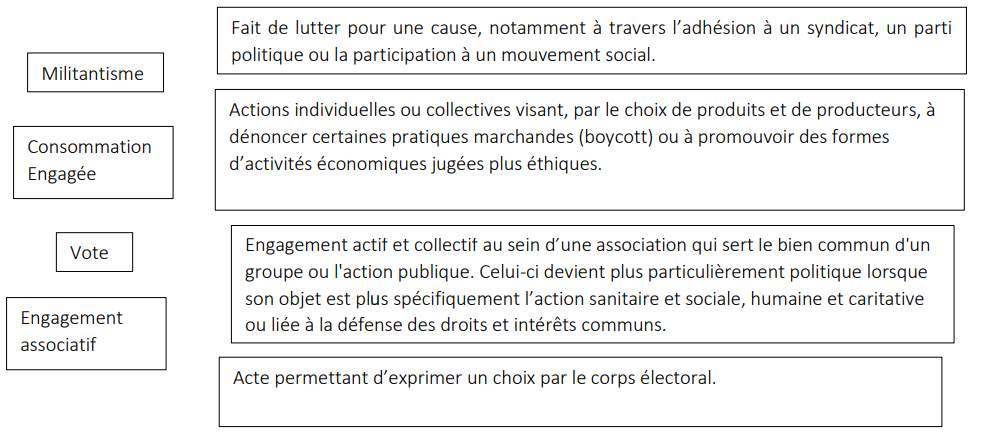 Militantisme
Fait de lutter pour une cause, notamment à travers l’adhésion à un syndicat, un parti
politique ou la participation à un mouvement social.
Consommation
Engagée
Actions individuelles ou collectives visant, par le choix de produits et de producteurs, à
dénoncer certaines pratiques marchandes (boycott) ou à promouvoir des formes
d’activités économiques jugées plus éthiques.
Vote
Engagement actif et collectif au sein d’une association qui sert le bien commun d'un
groupe ou l'action publique. Celui-ci devient plus particulièrement politique lorsque
son objet est plus spécifiquement l’action sanitaire et sociale, humaine et caritative
ou liée à la défense des droits et intérêts communs.
Engagement
associatif
Acte permettant d’exprimer un choix par le corps électoral.